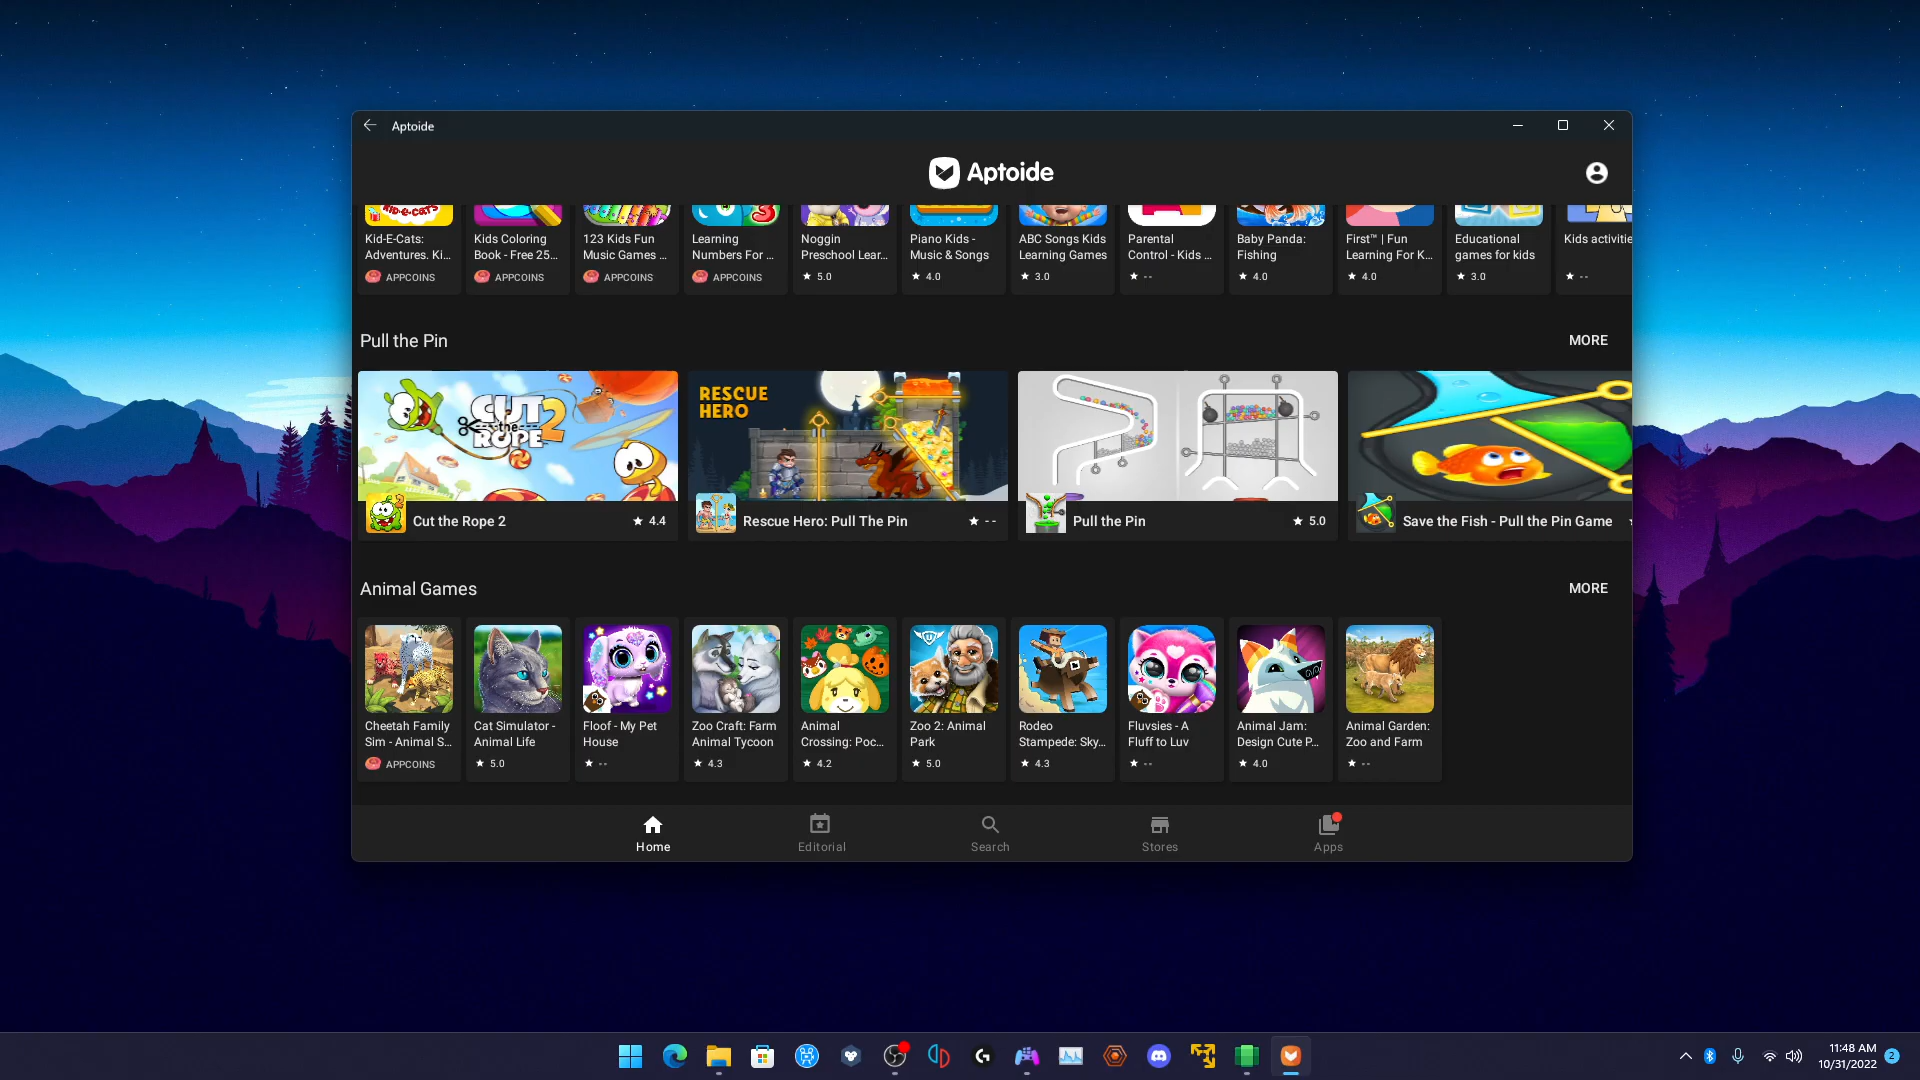 Aptoide
Aptoide
Kid-E-Cats:
Adventures. Ki...
APPCOINS
Kids Coloring
Book - Free 25...
APPCOINS
123 Kids Fun
Music Games ...
APPCOINS
Learning
Numbers For ...
APPCOINS
Noggin
Preschool Lear...
★ 5.0
Piano Kids -
Music & Songs
★ 4.0
ABC Songs Kids
Learning Games
★ 3.0
Parental
Control - Kids ...
★ --
Baby Panda:
Fishing
★ 4.0
First™ | Fun
Learning For K...
★ 4.0
Educational
games for kids
★ 3.0
Kids activitie
★ --
Pull the Pin
MORE
CUT
the
ROPE 2
Cut the Rope 2
★ 4.4
RESCUE
HERO
Rescue Hero: Pull The Pin
★ --
Pull the Pin
★ 5.0
Save the Fish - Pull the Pin Game
Animal Games
MORE
Cheetah Family
Sim - Animal S...
APPCOINS
Cat Simulator -
Animal Life
★ 5.0
Floof - My Pet
House
★ --
Zoo Craft: Farm
Animal Tycoon
★ 4.3
Animal
Crossing: Poc...
★ 4.2
Zoo 2: Animal
Park
★ 5.0
Rodeo
Stampede: Sky...
★ 4.3
Fluvsies - A
Fluff to Luv
★ --
Animal Jam:
Design Cute P...
★ 4.0
Animal Garden:
Zoo and Farm
★ --
Home
Editorial
Search
Stores
Apps
11:48 AM
10/31/2022
2